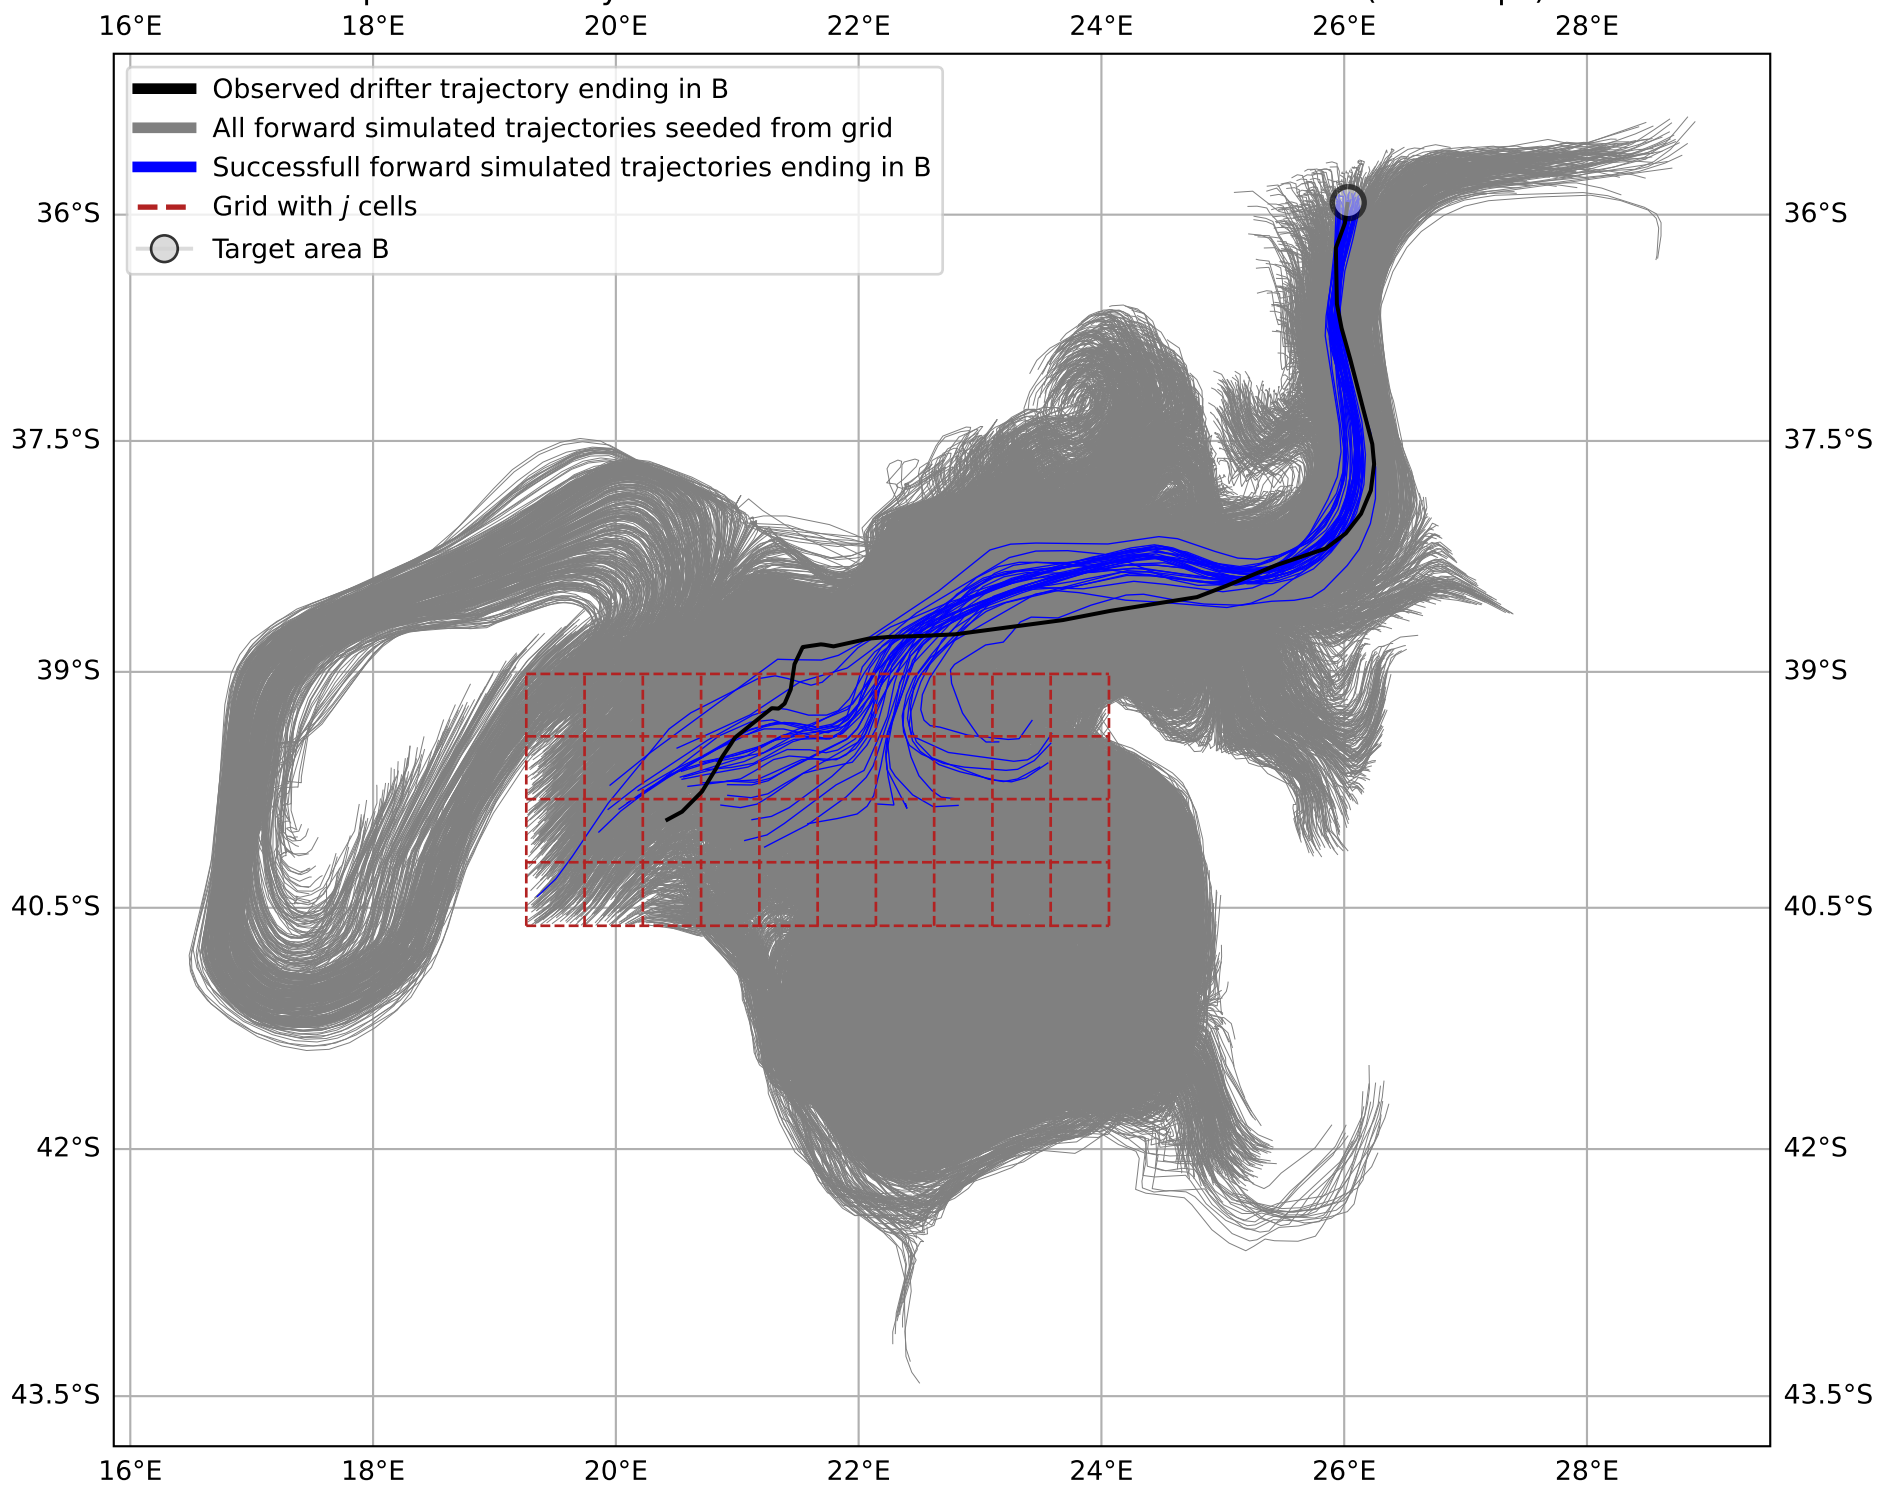 16°E 18°E 20°E 22°E 24°E 26°E 28°E
Observed drifter trajectory ending in B
All forward simulated trajectories seeded from grid
Successfull forward simulated trajectories ending in B
Grid with j cells
Target area B
36°S 36°S
37.5°S 37.5°S
39°S 39°S
40.5°S 40.5°S
42°S 42°S
43.5°S 43.5°S
16°E 18°E 20°E 22°E 24°E 26°E 28°E